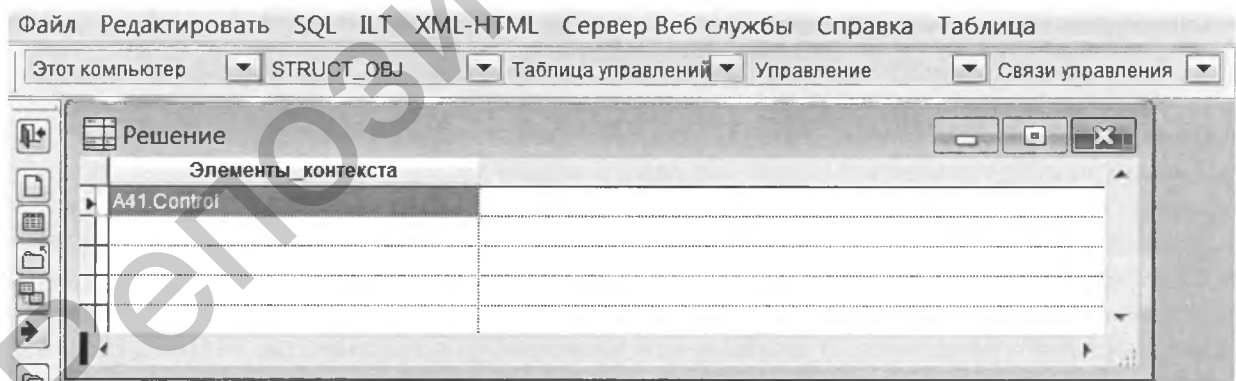 Файл Редактировать SQL ILT XML-HTML Сервер Веб службы Справка Таблица
Этот компьютер STRUCT_OBJ Таблица управлений Управление Связи управления
Решение
Элементы_контекста
A41.Control
Репози